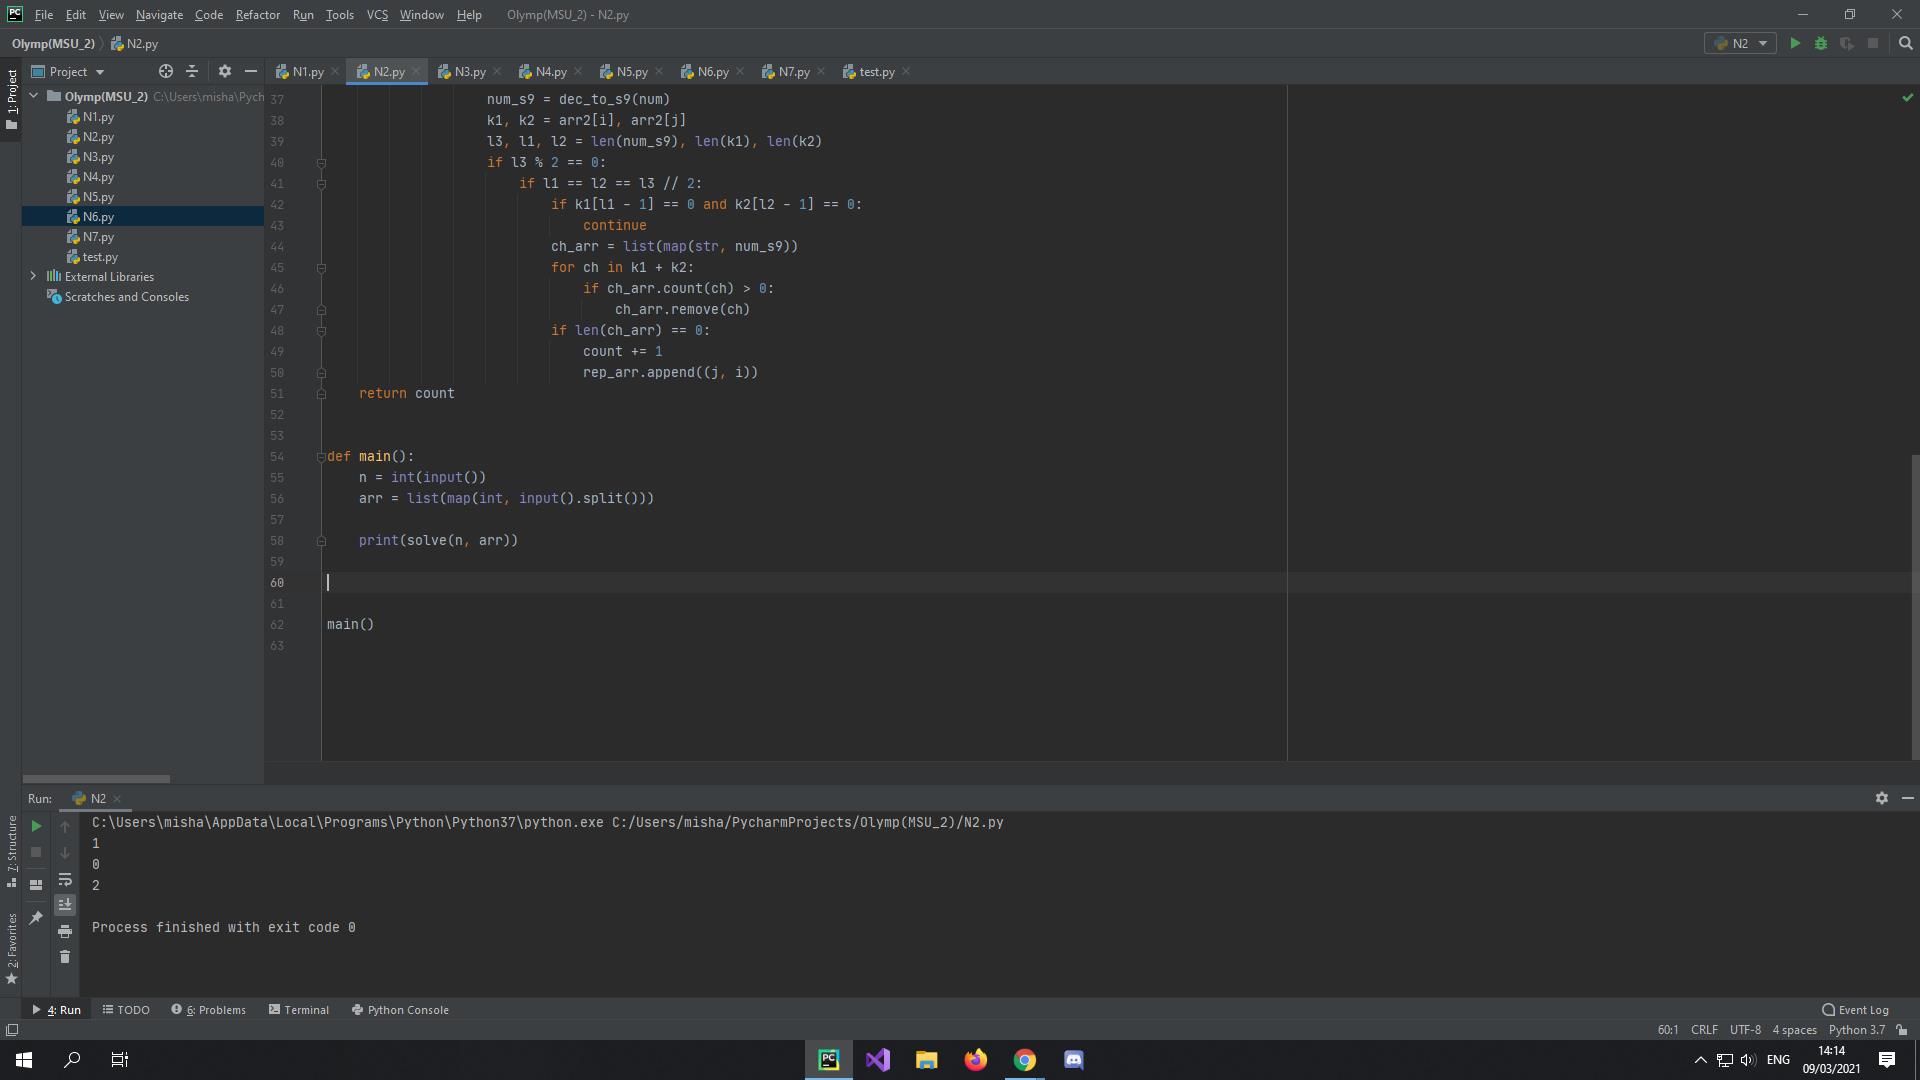 PC File Edit View Navigate Code Refactor Run Tools VCS Window Help Olymp(MSU_2) - N2.py
Olymp(MSU_2) N2.py N2
1: Project
Project
N1.py N2.py N3.py N4.py N5.py N6.py N7.py test.py
Olymp(MSU_2) C:\Users\misha\Pych
N1.py
N2.py
N3.py
N4.py
N5.py
N6.py
N7.py
test.py
External Libraries
Scratches and Consoles
37 num_s9 = dec_to_s9(num)
38 k1, k2 = arr2[i], arr2[j]
39 l3, l1, l2 = len(num_s9), len(k1), len(k2)
40 if l3 % 2 == 0:
41 if l1 == l2 == l3 // 2:
42 if k1[l1 - 1] == 0 and k2[l2 - 1] == 0:
43 continue
44 ch_arr = list(map(str, num_s9))
45 for ch in k1 + k2:
46 if ch_arr.count(ch) > 0:
47 ch_arr.remove(ch)
48 if len(ch_arr) == 0:
49 count += 1
50 rep_arr.append((j, i))
51 return count
52
53
54 def main():
55 n = int(input())
56 arr = list(map(int, input().split()))
57
58 print(solve(n, arr))
59
60
61
62 main()
63
Run: N2
C:\Users\misha\AppData\Local\Programs\Python\Python37\python.exe C:/Users/misha/PycharmProjects/Olymp(MSU_2)/N2.py
1
0
2
Process finished with exit code 0
7: Structure
2: Favorites
4: Run TODO 6: Problems Terminal Python Console Event Log
60:1 CRLF UTF-8 4 spaces Python 3.7
PC ENG 14:14
09/03/2021